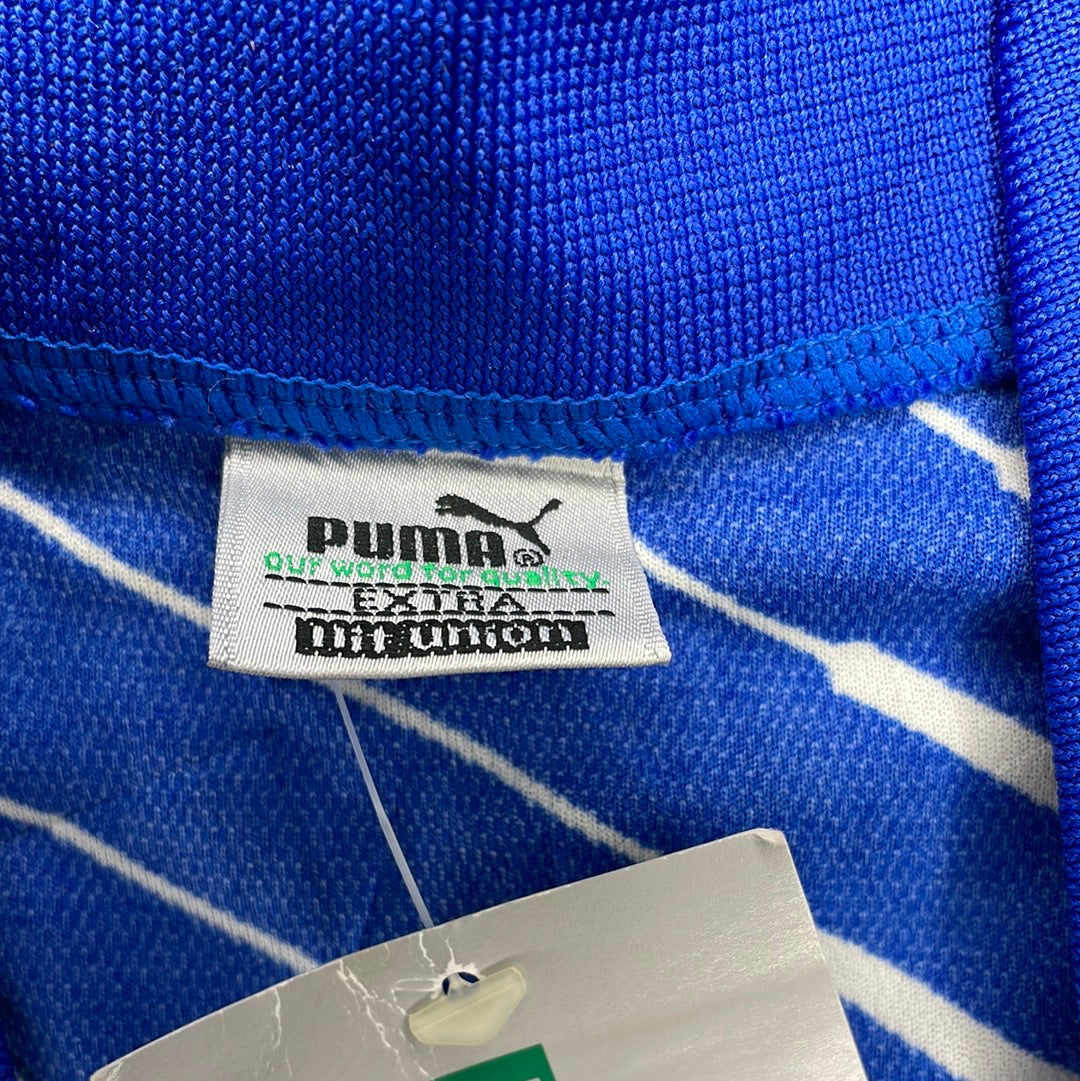 PUMA®
Our word for quality.
EXTRA
hit union